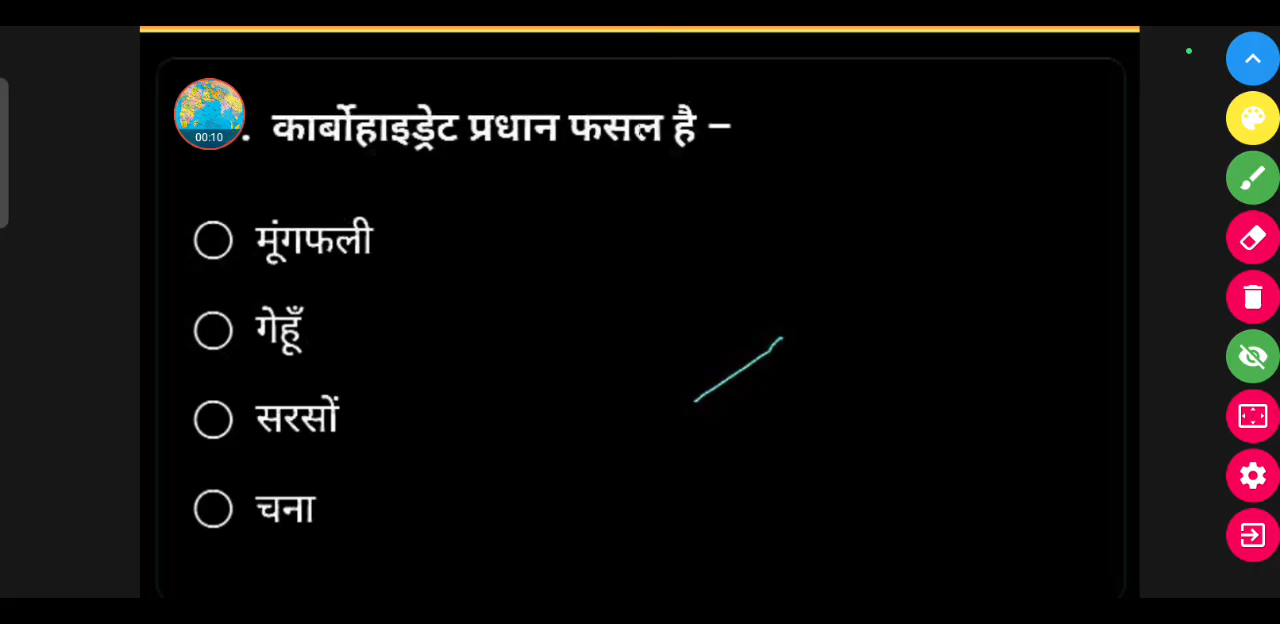 00:10
. कार्बोहाइड्रेट प्रधान फसल है –
मूंगफली
गेहूँ
सरसों
चना